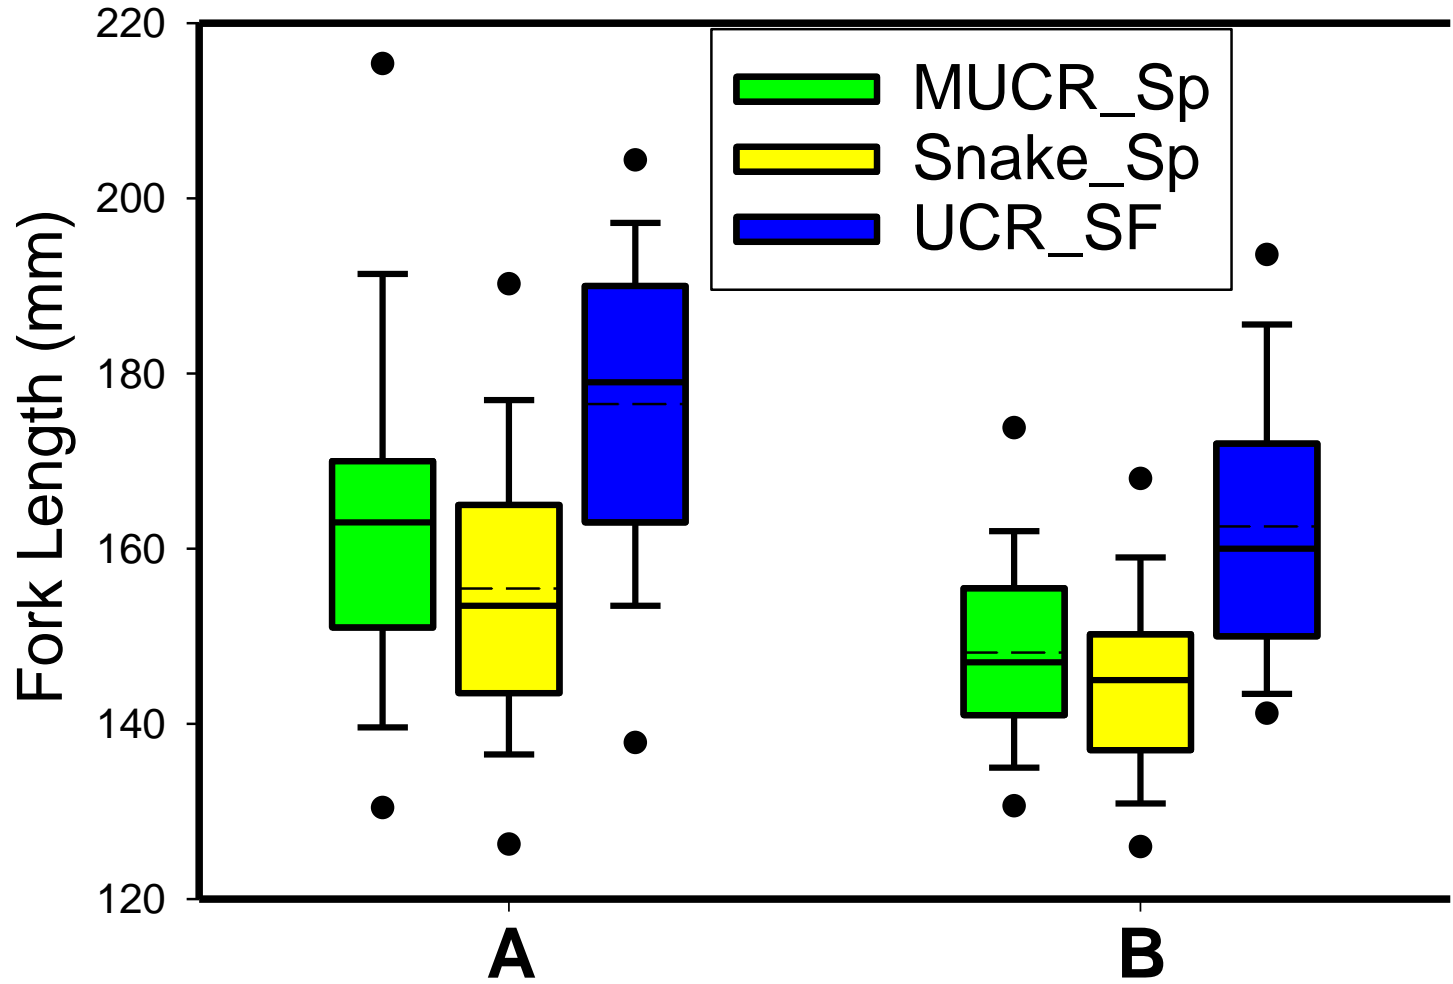 220
200
180
160
140
120
Fork Length (mm)
MUCR_Sp
Snake_Sp
UCR_SF
A
B